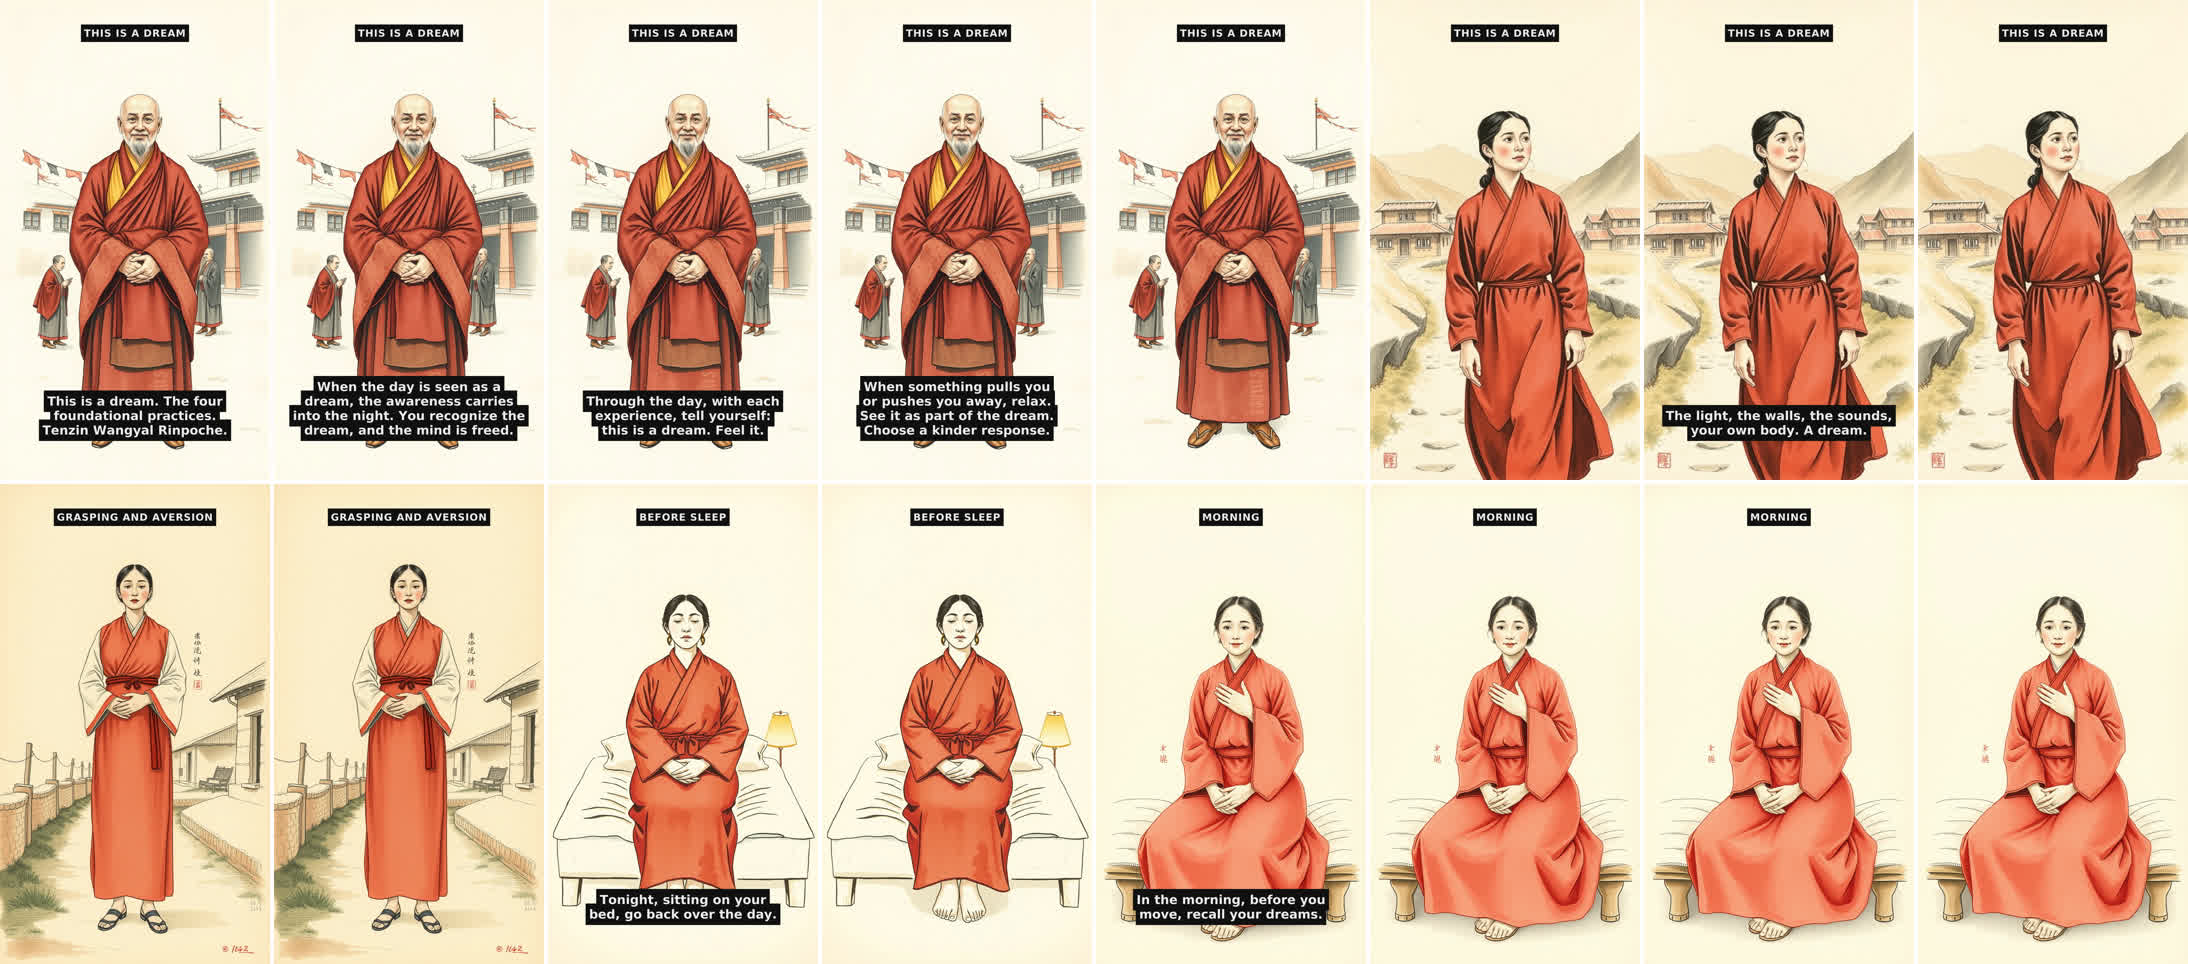 THIS IS A DREAM
This is a dream. The four
foundational practices.
Tenzin Wangyal Rinpoche.
THIS IS A DREAM
When the day is seen as a
dream, the awareness carries
into the night. You recognize the
dream, and the mind is freed.
THIS IS A DREAM
Through the day, with each
experience, tell yourself:
this is a dream. Feel it.
THIS IS A DREAM
When something pulls you
or pushes you away, relax.
See it as part of the dream.
Choose a kinder response.
THIS IS A DREAM
THIS IS A DREAM
THIS IS A DREAM
The light, the walls, the sounds,
your own body. A dream.
THIS IS A DREAM
GRASPING AND AVERSION
GRASPING AND AVERSION
BEFORE SLEEP
Tonight, sitting on your
bed, go back over the day.
BEFORE SLEEP
MORNING
In the morning, before you
move, recall your dreams.
MORNING
MORNING